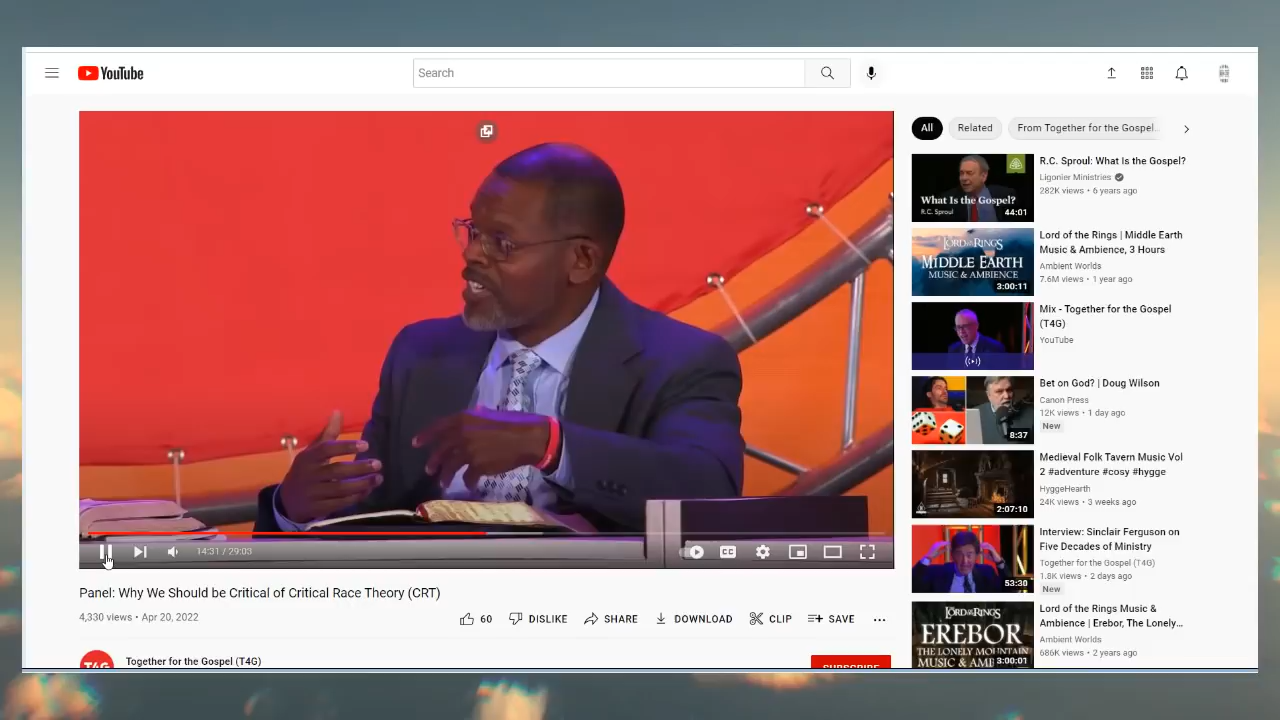 YouTube
Search
All
Related
From Together for the Gospel...
What Is the Gospel?
R.C. Sproul
44:01
R.C. Sproul: What Is the Gospel?
Ligonier Ministries
282K views • 6 years ago
LORD OF THE RINGS
MIDDLE EARTH
MUSIC & AMBIENCE
3:00:11
Lord of the Rings | Middle Earth
Music & Ambience, 3 Hours
Ambient Worlds
7.6M views • 1 year ago
Mix - Together for the Gospel
(T4G)
YouTube
8:37
Bet on God? | Doug Wilson
Canon Press
12K views • 1 day ago
New
2:07:10
Medieval Folk Tavern Music Vol
2 #adventure #cosy #hygge
HyggeHearth
24K views • 3 weeks ago
53:30
Interview: Sinclair Ferguson on
Five Decades of Ministry
Together for the Gospel (T4G)
1.8K views • 2 days ago
New
LORD OF THE RINGS
EREBOR
THE LONELY MOUNTAIN
MUSIC & AMB
3:00:01
Lord of the Rings Music &
Ambience | Erebor, The Lonely...
Ambient Worlds
686K views • 2 years ago
14:31 / 29:03
CC
Panel: Why We Should be Critical of Critical Race Theory (CRT)
4,330 views • Apr 20, 2022
60
DISLIKE
SHARE
DOWNLOAD
CLIP
SAVE
T4G
Together for the Gospel (T4G)
SUBSCRIBE